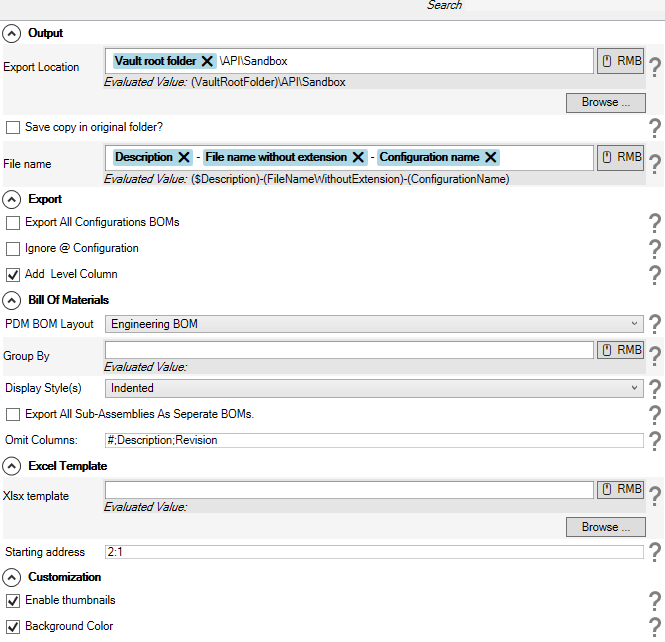 Search
Output
Export Location Vault root folder \API\Sandbox RMB ?
Evaluated Value: (VaultRootFolder)\API\Sandbox
Browse ...
Save copy in original folder? ?
File name Description - File name without extension - Configuration name RMB ?
Evaluated Value: ($Description)-(FileNameWithoutExtension)-(ConfigurationName)
Export
Export All Configurations BOMs ?
Ignore @ Configuration ?
Add Level Column ?
Bill Of Materials
PDM BOM Layout Engineering BOM ?
Group By RMB ?
Evaluated Value:
Display Style(s) Indented ?
Export All Sub-Assemblies As Seperate BOMs. ?
Omit Columns: #;Description;Revision ?
Excel Template
Xlsx template RMB ?
Evaluated Value:
Browse ...
Starting address 2:1 ?
Customization
Enable thumbnails ?
Background Color ?